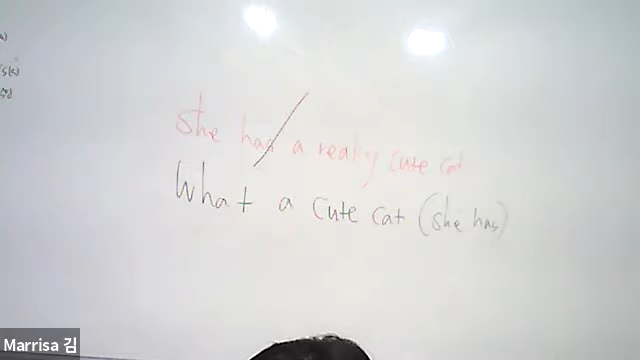 She has / a really cute cat
What a cute cat (she has)
Marrisa 김